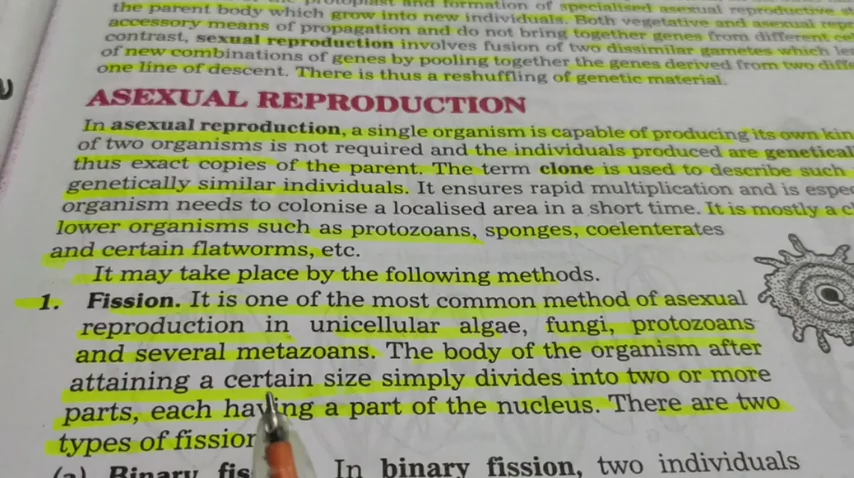 the parent body which grow into new individuals. Both vegetative and asexual
accessory means of propagation and do not bring together genes from different
contrast, sexual reproduction involves fusion of two dissimilar gametes which
of new combinations of genes by pooling together the genes derived from two
one line of descent. There is thus a reshuffling of genetic material.
ASEXUAL REPRODUCTION
In asexual reproduction, a single organism is capable of producing its own
of two organisms is not required and the individuals produced are
thus exact copies of the parent. The term clone is used to describe such
genetically similar individuals. It ensures rapid multiplication and is
organism needs to colonise a localised area in a short time. It is mostly a
lower organisms such as protozoans, sponges, coelenterates
and certain flatworms, etc.
It may take place by the following methods.
1. Fission. It is one of the most common method of asexual
reproduction in unicellular algae, fungi, protozoans
and several metazoans. The body of the organism after
attaining a certain size simply divides into two or more
parts, each having a part of the nucleus. There are two
types of
(a) Binary In binary fission, two individuals